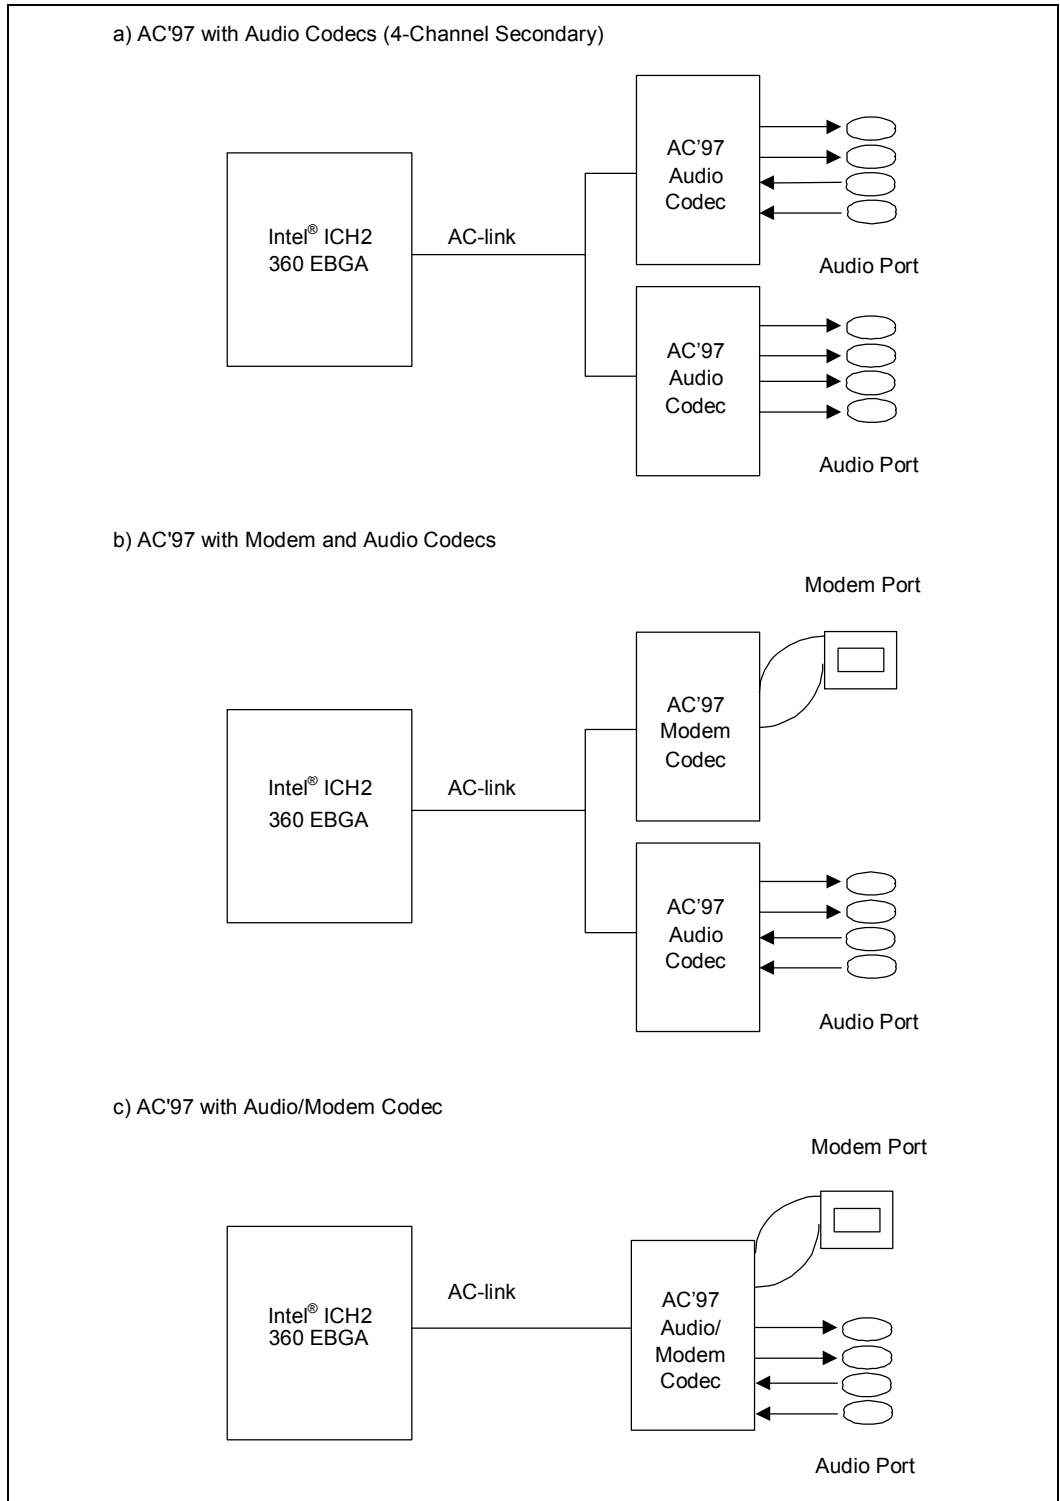 a) AC'97 with Audio Codecs (4-Channel Secondary)
Intel® ICH2
360 EBGA
AC-link
AC’97
Audio
Codec
Audio Port
AC’97
Audio
Codec
Audio Port
b) AC'97 with Modem and Audio Codecs
Modem Port
Intel® ICH2
360 EBGA
AC-link
AC’97
Modem
Codec
AC’97
Audio
Codec
Audio Port
c) AC'97 with Audio/Modem Codec
Modem Port
Intel® ICH2
360 EBGA
AC-link
AC’97
Audio/
Modem
Codec
Audio Port